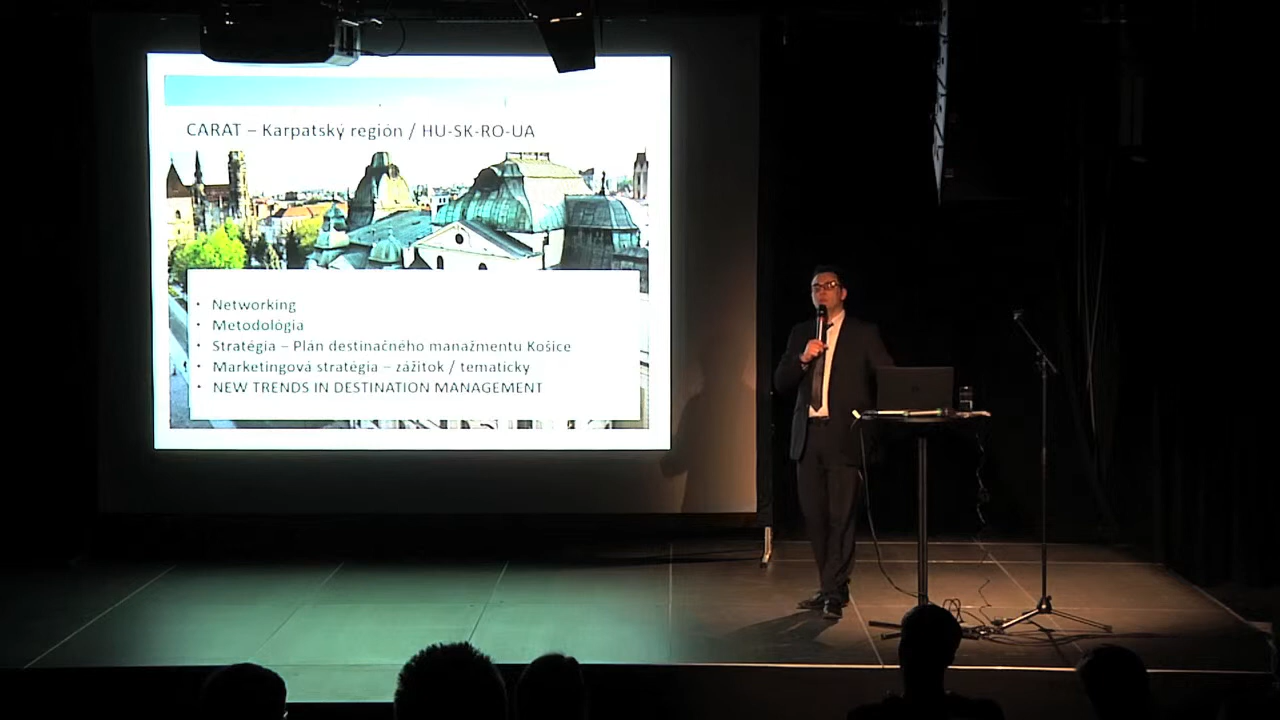 CARAT – Karpatský región / HU-SK-RO-UA
• Networking
• Metodológia
• Stratégia – Plán destinačného manažmentu Košice
• Marketingová stratégia – zážitok / tematicky
• NEW TRENDS IN DESTINATION MANAGEMENT